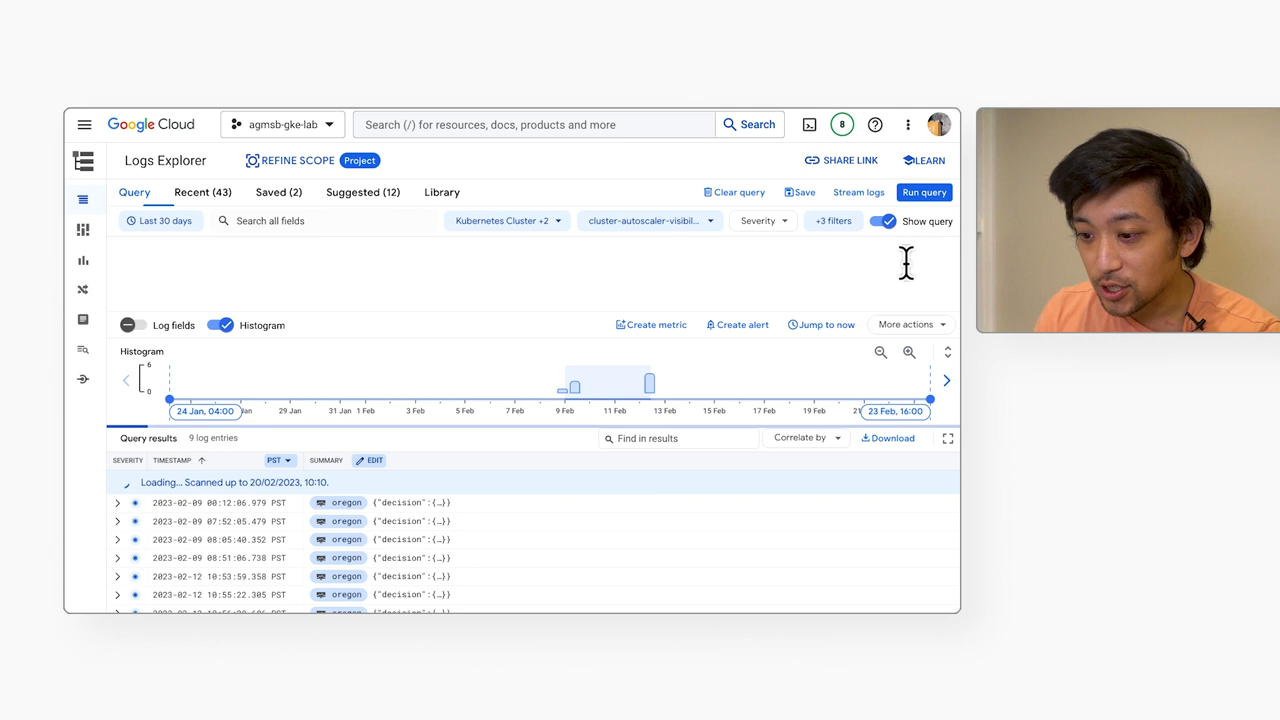 Google Cloud agmsb-gke-lab Search (/) for resources, docs, products and more Search 8
Logs Explorer REFINE SCOPE Project SHARE LINK LEARN
Query Recent (43) Saved (2) Suggested (12) Library Clear query Save Stream logs Run query
Last 30 days Search all fields Kubernetes Cluster +2 cluster-autoscaler-visibil... Severity +3 filters Show query
Log fields Histogram Create metric Create alert Jump to now More actions
Histogram
6
0
24 Jan, 04:00 Jan 29 Jan 31 Jan 1 Feb 3 Feb 5 Feb 7 Feb 9 Feb 11 Feb 13 Feb 15 Feb 17 Feb 19 Feb 21 23 Feb, 16:00
Query results 9 log entries Find in results Correlate by Download
SEVERITY TIMESTAMP PST SUMMARY EDIT
Loading... Scanned up to 20/02/2023, 10:10.
2023-02-09 00:12:06.979 PST oregon {"decision":{…}}
2023-02-09 07:52:05.479 PST oregon {"decision":{…}}
2023-02-09 08:05:40.352 PST oregon {"decision":{…}}
2023-02-09 08:51:06.738 PST oregon {"decision":{…}}
2023-02-12 10:53:59.358 PST oregon {"decision":{…}}
2023-02-12 10:55:22.305 PST oregon {"decision":{…}}